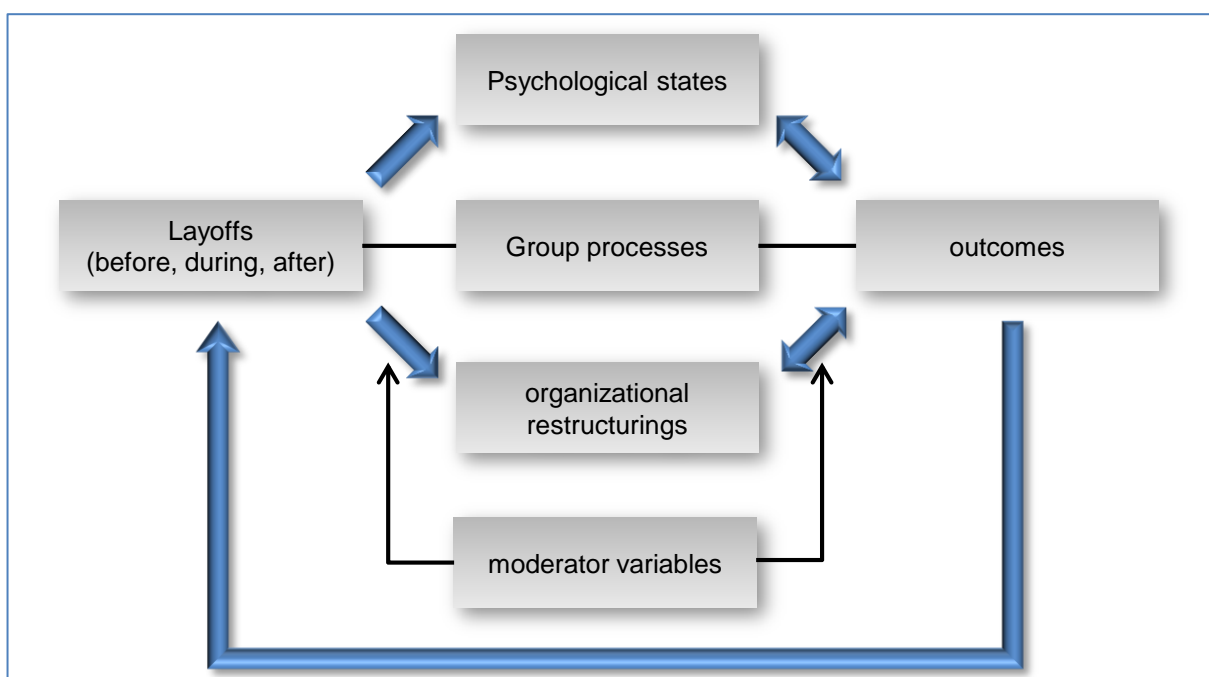 Psychological states
Layoffs
(before, during, after)
Group processes
outcomes
organizational
restructurings
moderator variables